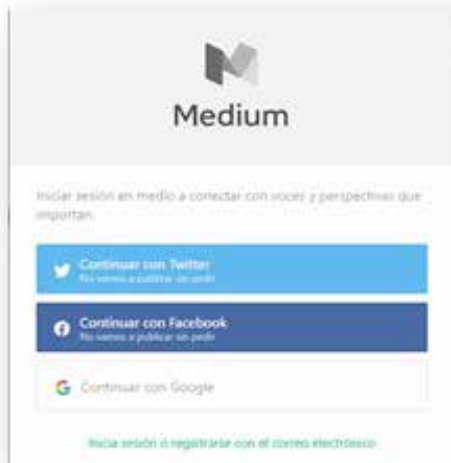 Medium
Iniciar sesión en medio a conectar con voces y perspectivas que
importan.
Continuar con Twitter
No vamos a publicar sin pedir
Continuar con Facebook
No vamos a publicar sin pedir
Continuar con Google
Inicia sesión o registrarse con el correo electrónico